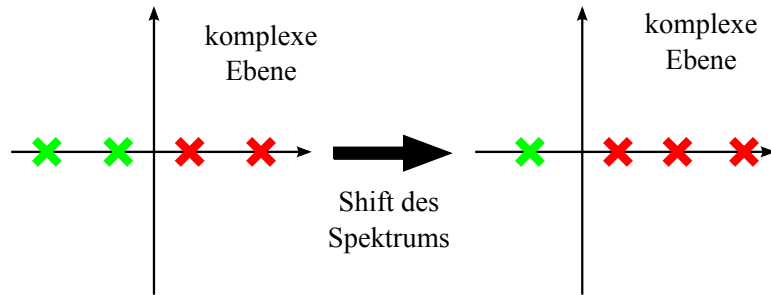 komplexe
Ebene
Shift des
Spektrums
komplexe
Ebene